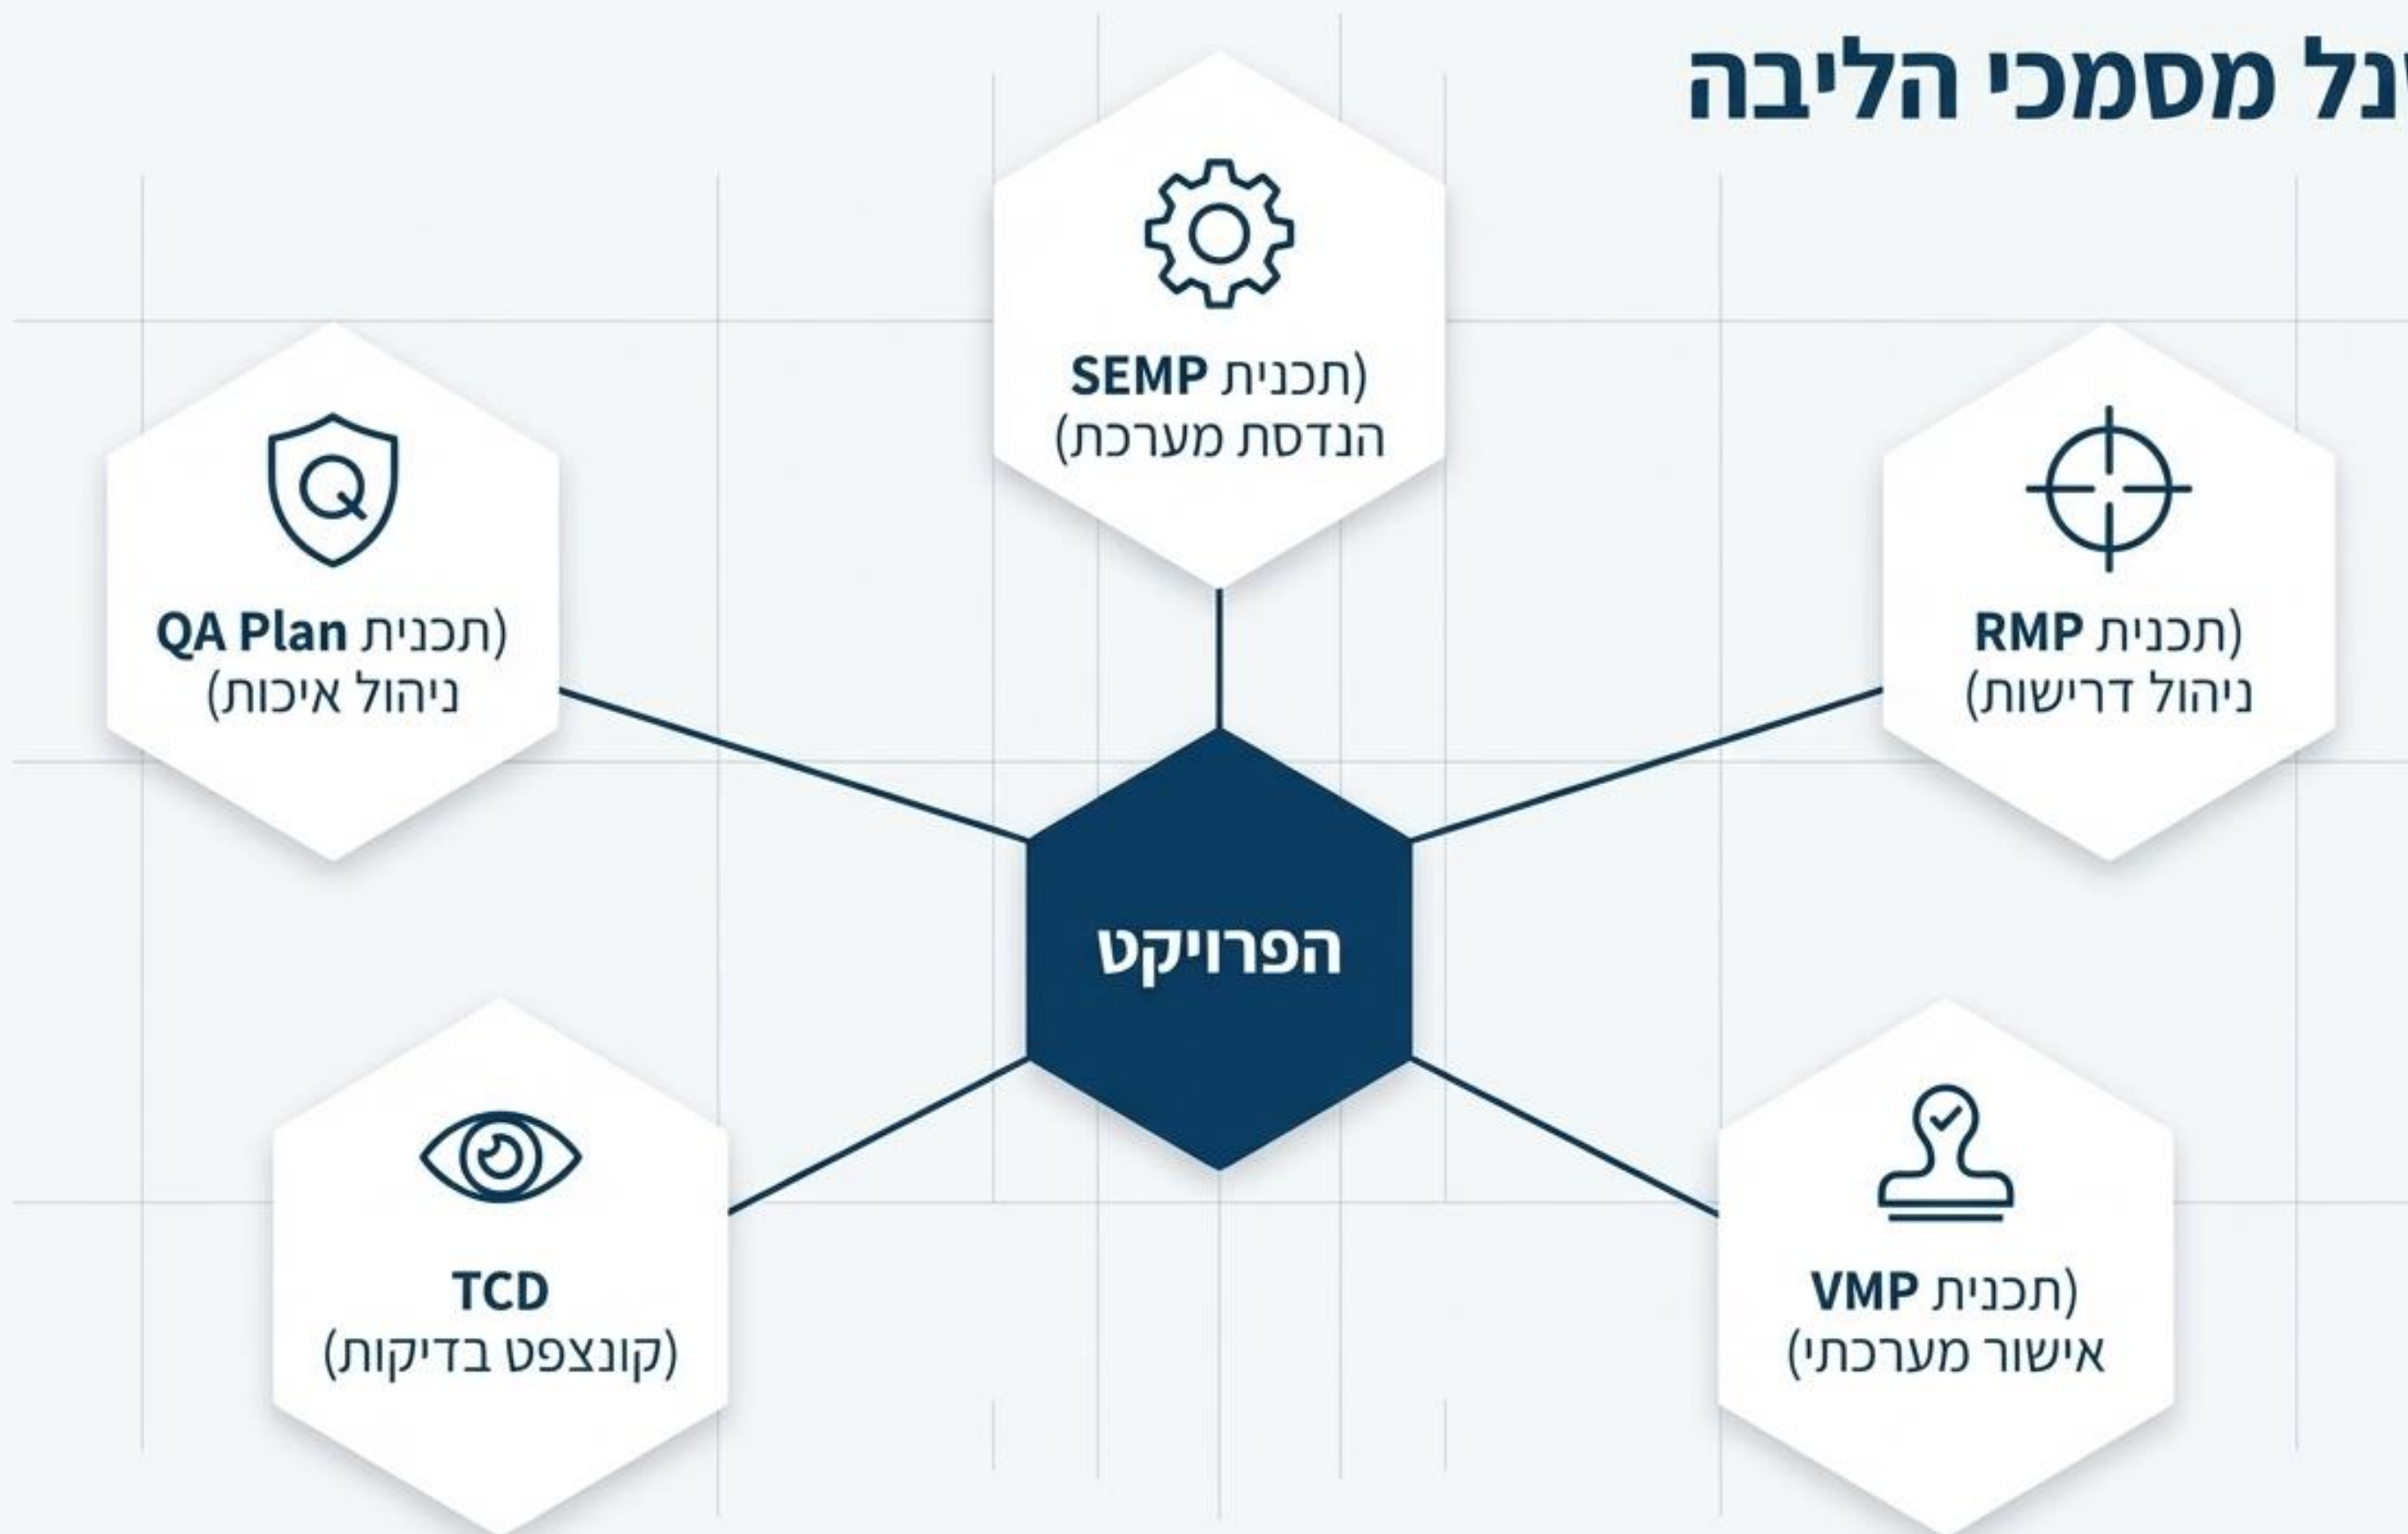 מסמכי הליבה
SEMP (תכנית
הנדסת מערכת)
RMP (תכנית
ניהול דרישות)
QA Plan (תכנית
ניהול איכות)
הפרויקט
VMP (תכנית
אישור מערכתי)
TCD
(קונצפט בדיקות)